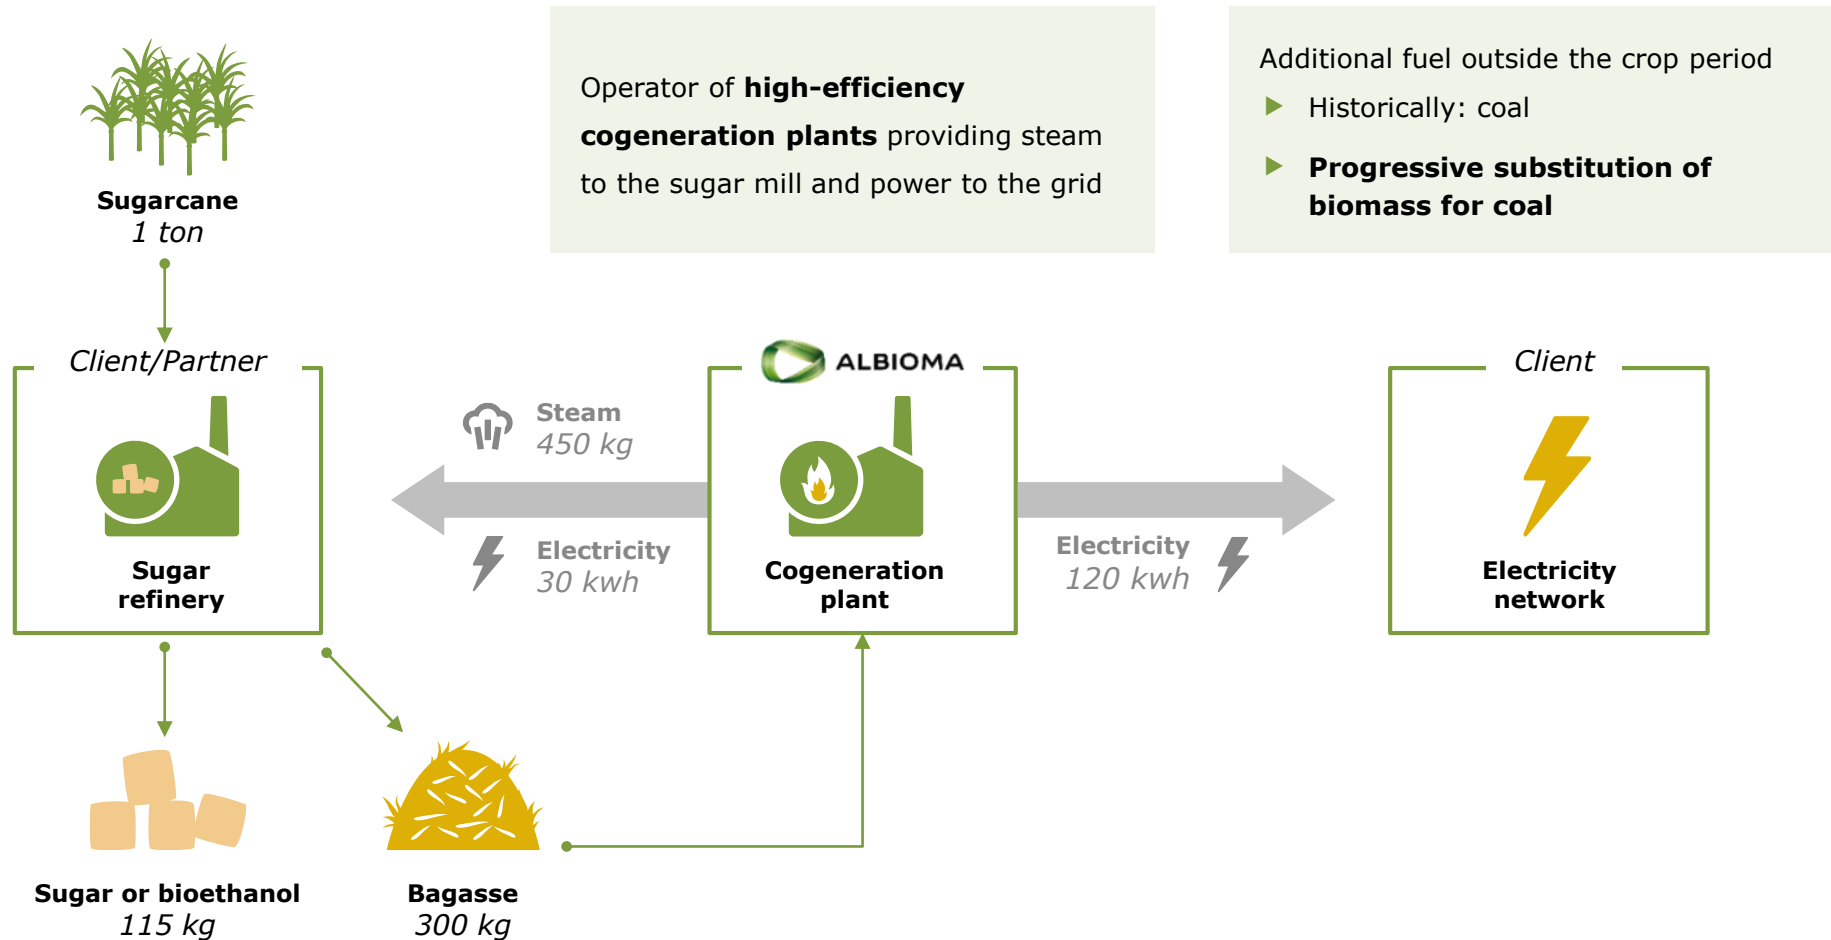 Operator of high-efficiency
cogeneration plants providing steam
to the sugar mill and power to the grid
Additional fuel outside the crop period
Historically: coal
Progressive substitution of
biomass for coal
Sugarcane
1 ton
Client/Partner
Sugar
refinery
Steam
450 kg
Electricity
30 kwh
ALBIOMA
Cogeneration
plant
Electricity
120 kwh
Client
Electricity
network
Sugar or bioethanol
115 kg
Bagasse
300 kg